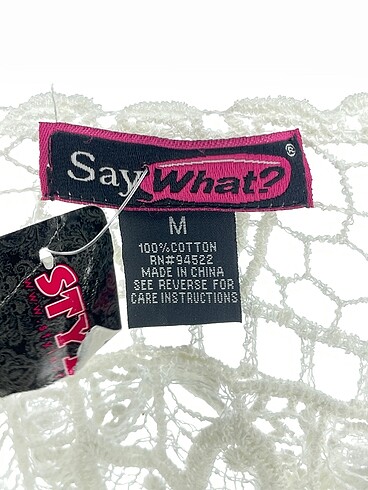 Say What? ®
M
100% COTTON
RN#94522
MADE IN CHINA
SEE REVERSE FOR
CARE INSTRUCTIONS
STY